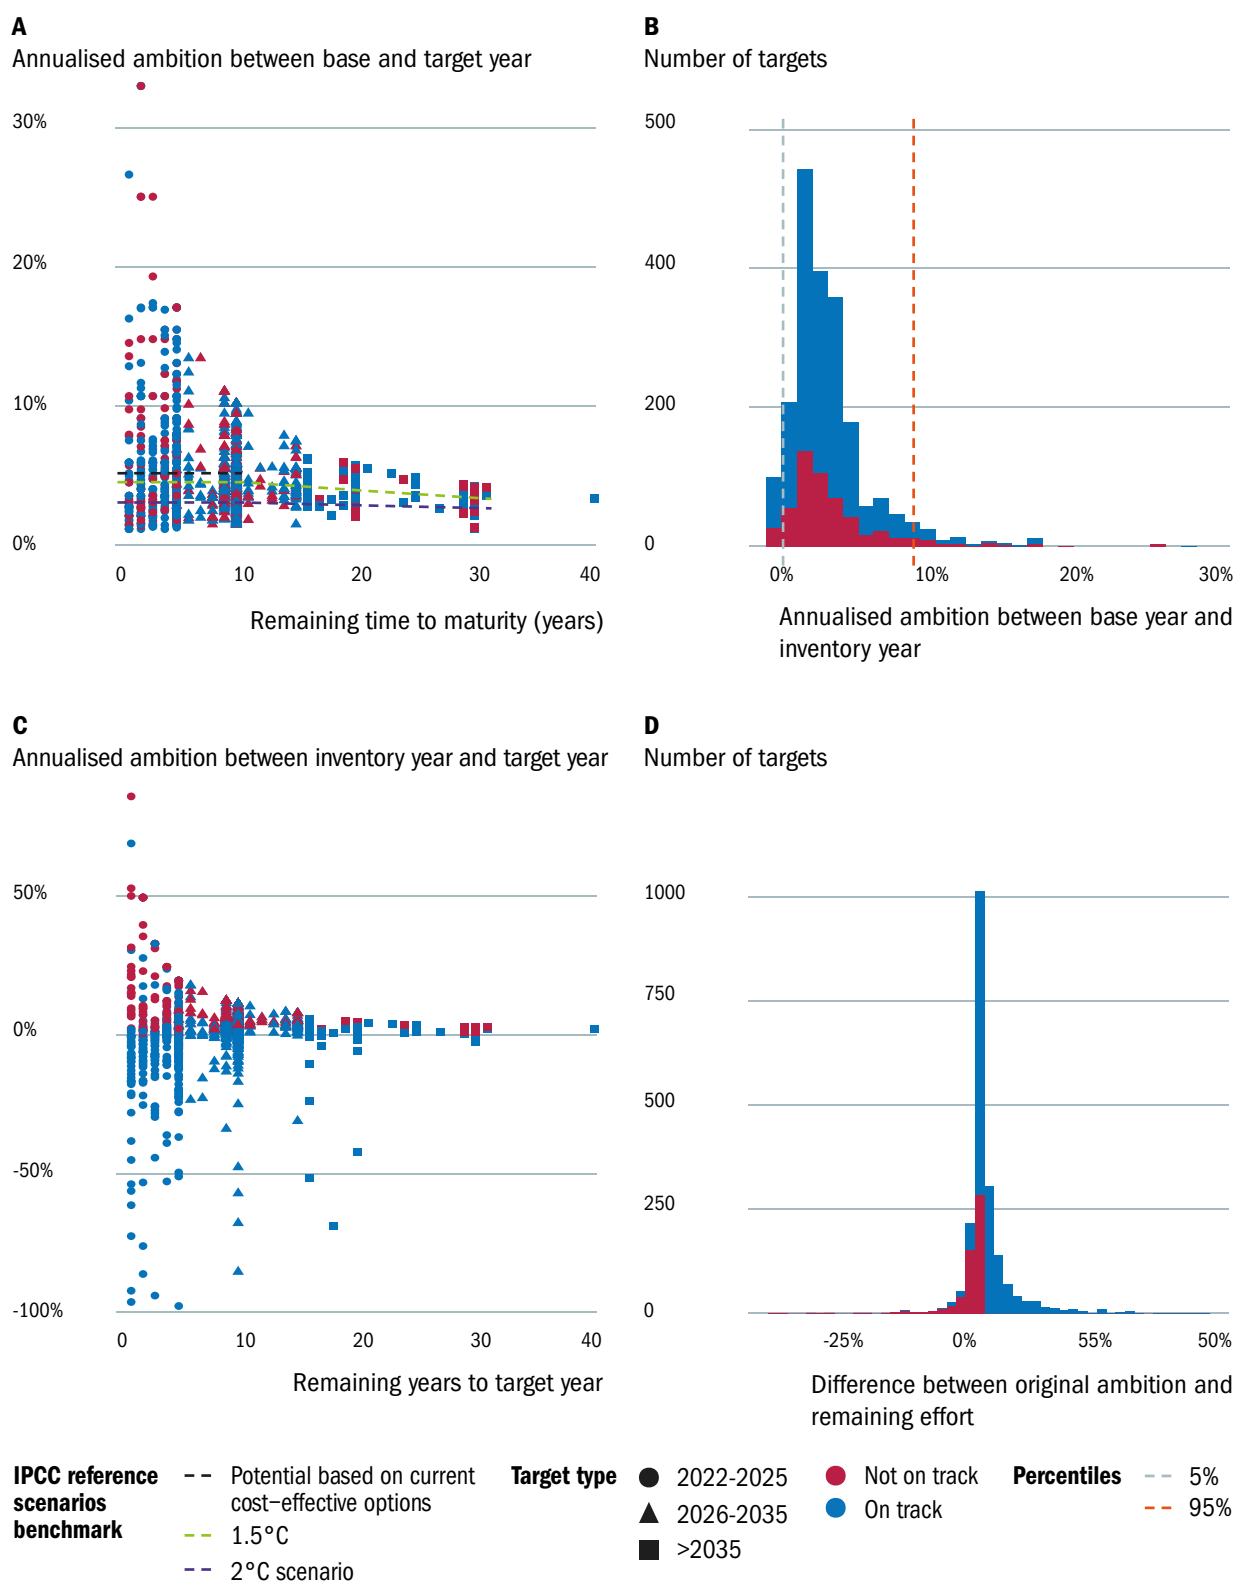 A
Annualised ambition between base and target year
30%
20%
10%
0%
0 10 20 30 40
Remaining time to maturity (years)
B
Number of targets
500
400
200
0
0% 10% 20% 30%
Annualised ambition between base year and
inventory year
C
Annualised ambition between inventory year and target year
50%
0%
-50%
-100%
0 10 20 30 40
Remaining years to target year
D
Number of targets
1000
750
500
250
0
-25% 0% 55% 50%
Difference between original ambition and
remaining effort
IPCC reference
scenarios
benchmark
Potential based on current
cost–effective options
1.5°C
2°C scenario
Target type
2022-2025
2026-2035
>2035
Not on track
On track
Percentiles
5%
95%